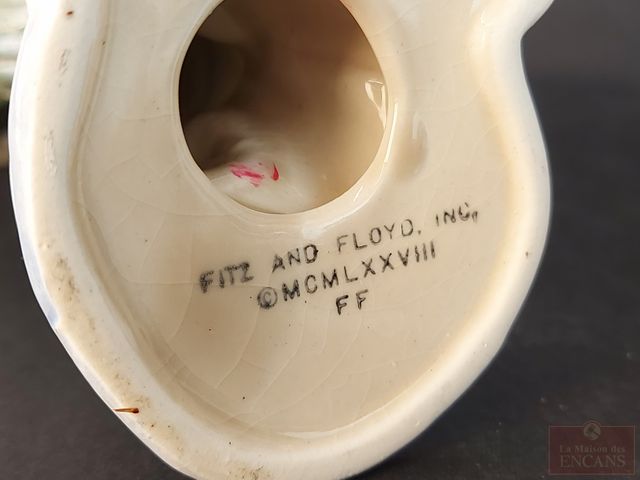 FITZ AND FLOYD, INC,
©MCMLXXVIII
FF
La Maison des
ENCANS